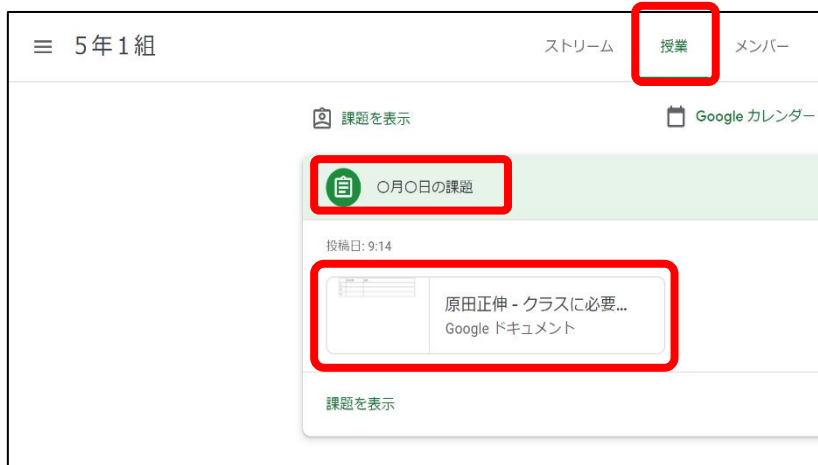 5年1組
ストリーム
授業
メンバー
課題を表示
Google カレンダー
〇月〇日の課題
投稿日: 9:14
原田正伸 - クラスに必要...
Google ドキュメント
課題を表示